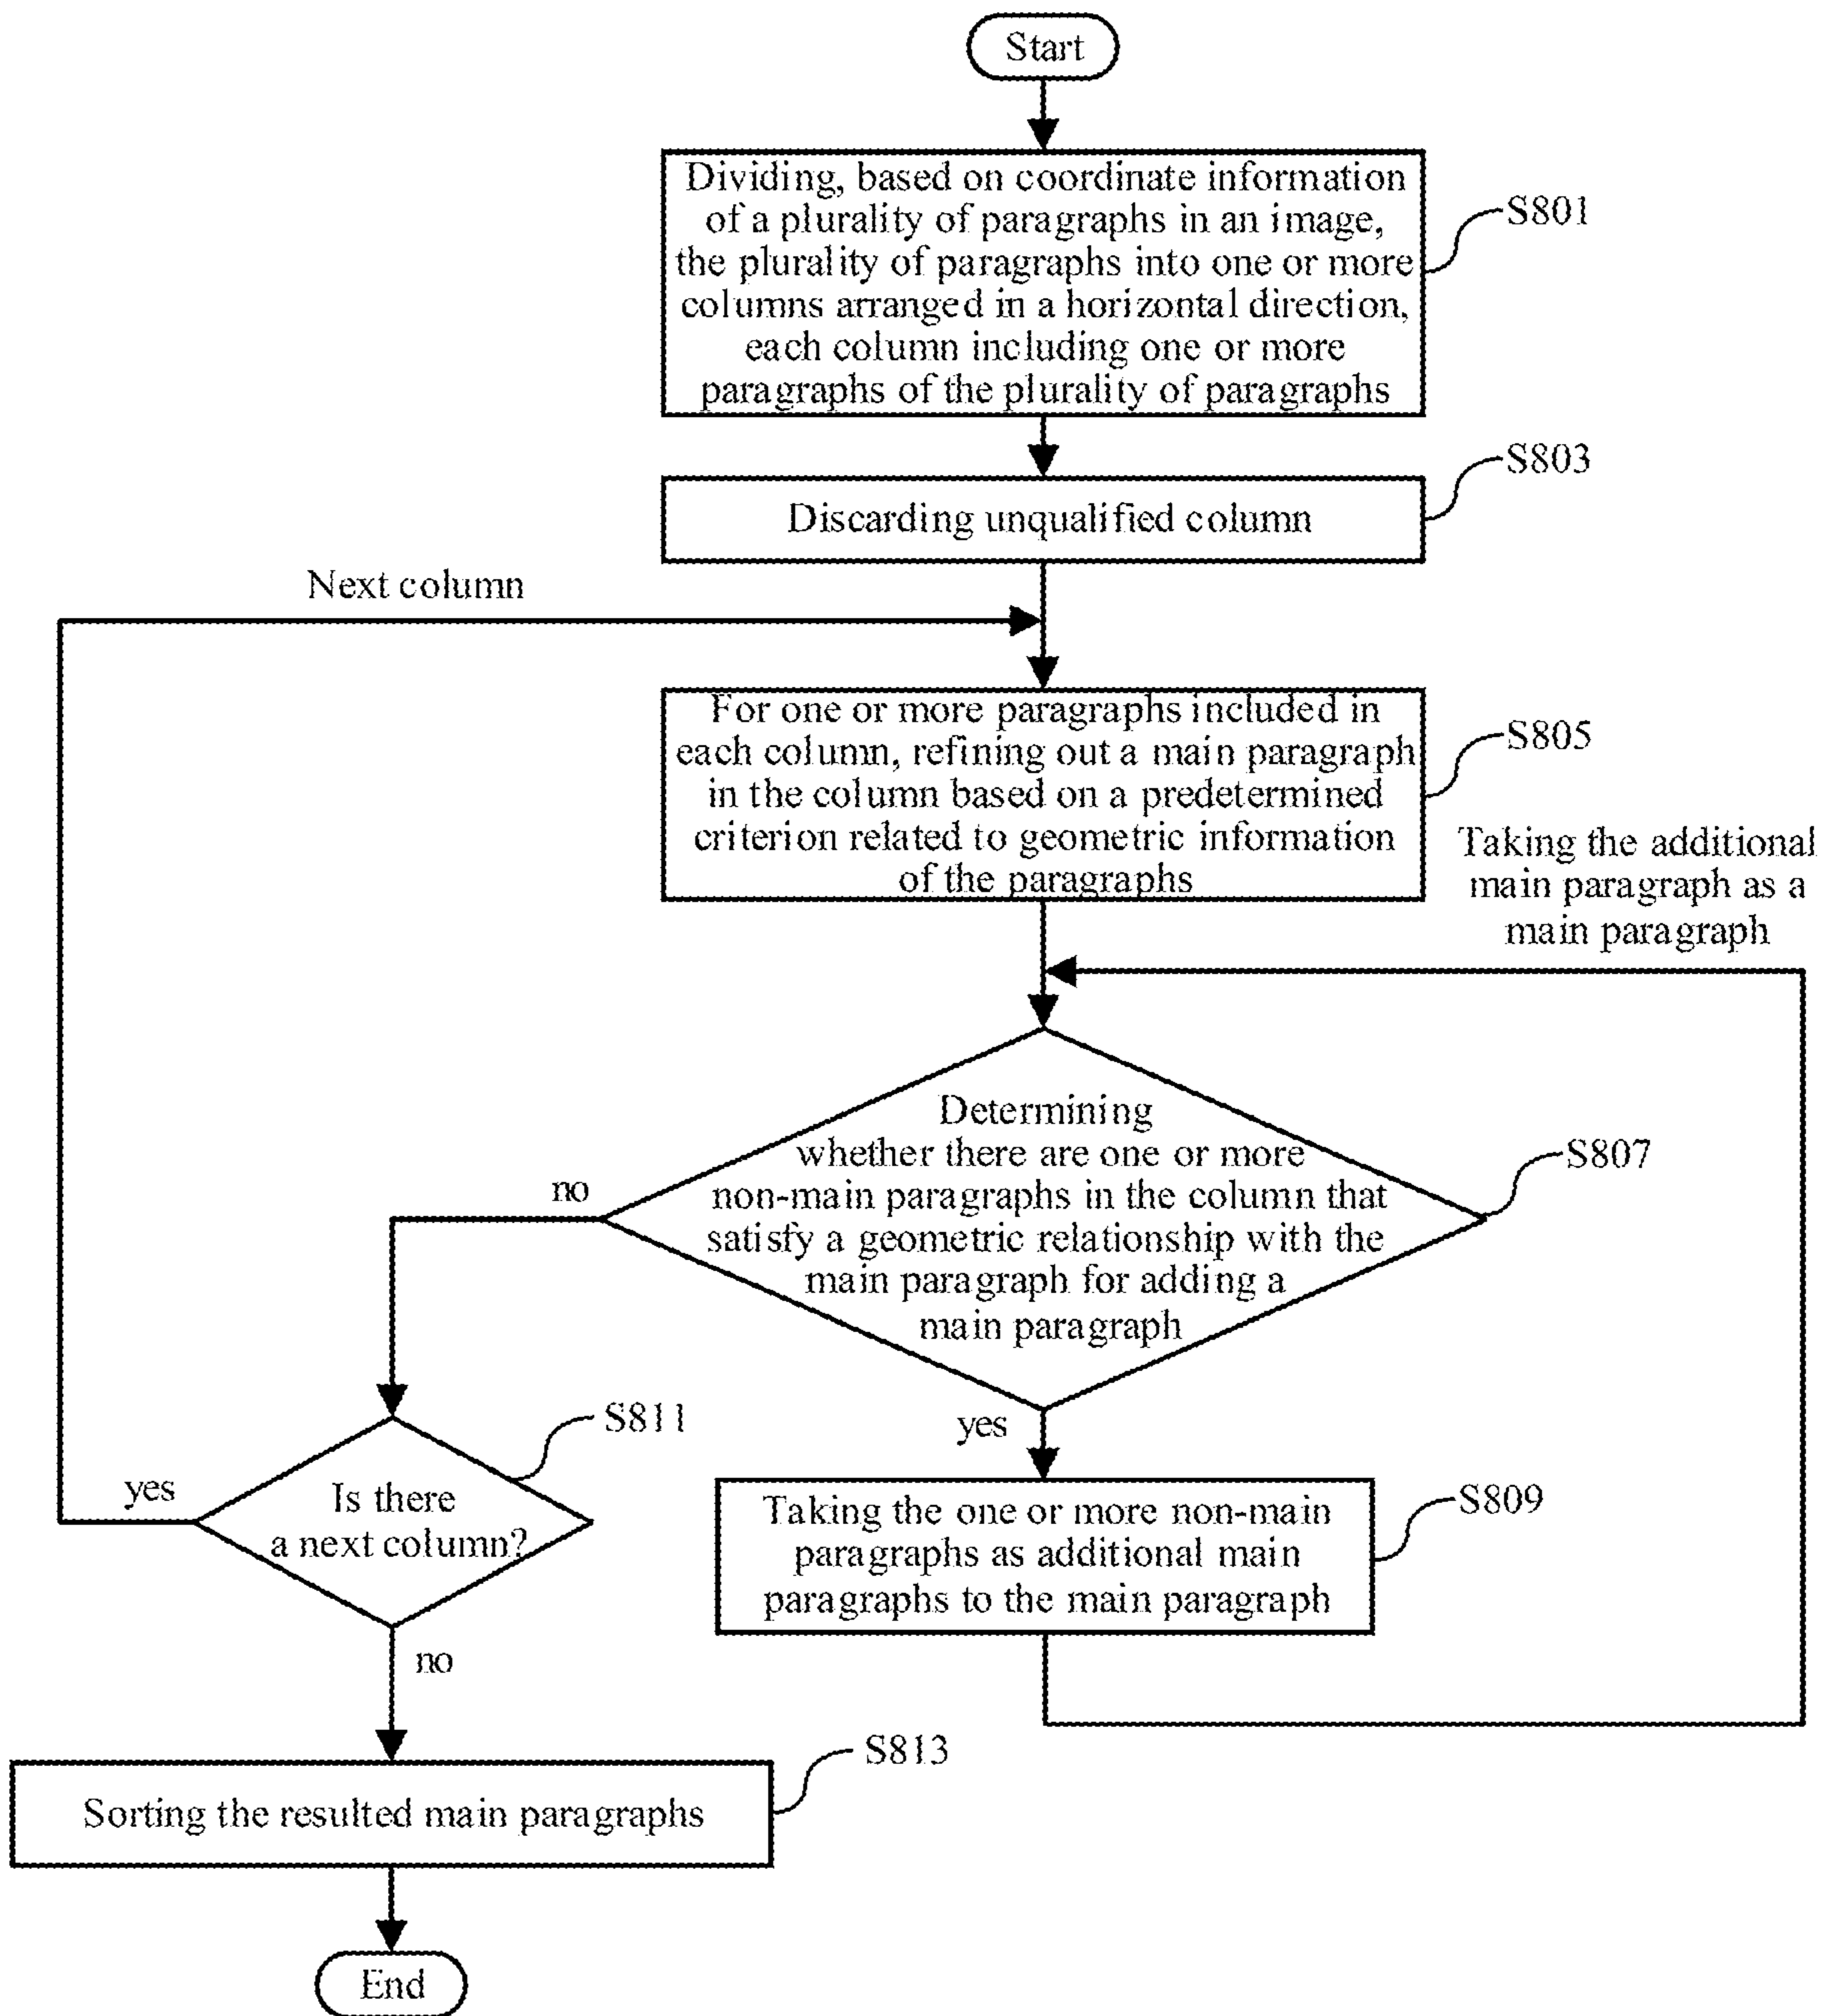 Start
Dividing, based on coordinate information
of a plurality of paragraphs in an image,
the plurality of paragraphs into one or more
columns arranged in a horizontal direction,
each column including one or more
paragraphs of the plurality of paragraphs
S801
Discarding unqualified column
S803
Next column
For one or more paragraphs included in
each column, refining out a main paragraph
in the column based on a predetermined
criterion related to geometric information
of the paragraphs
S805
Taking the additional
main paragraph as a
main paragraph
Determining
whether there are one or more
non-main paragraphs in the column that
satisfy a geometric relationship with the
main paragraph for adding a
main paragraph
S807
no
yes
Taking the one or more non-main
paragraphs as additional main
paragraphs to the main paragraph
S809
Is there
a next column?
S811
yes
no
Sorting the resulted main paragraphs
S813
End